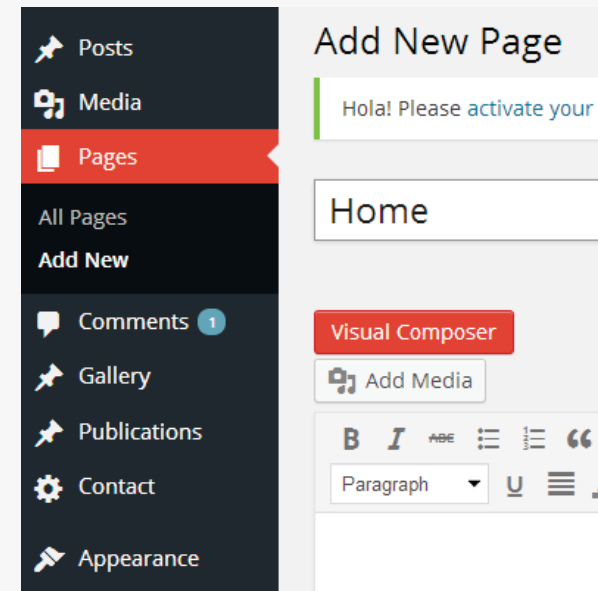 Posts
Media
Pages
All Pages
Add New
Comments 1
Gallery
Publications
Contact
Appearance
Add New Page
Hola! Please activate your
Home
Visual Composer
Add Media
B I ABC
Paragraph U